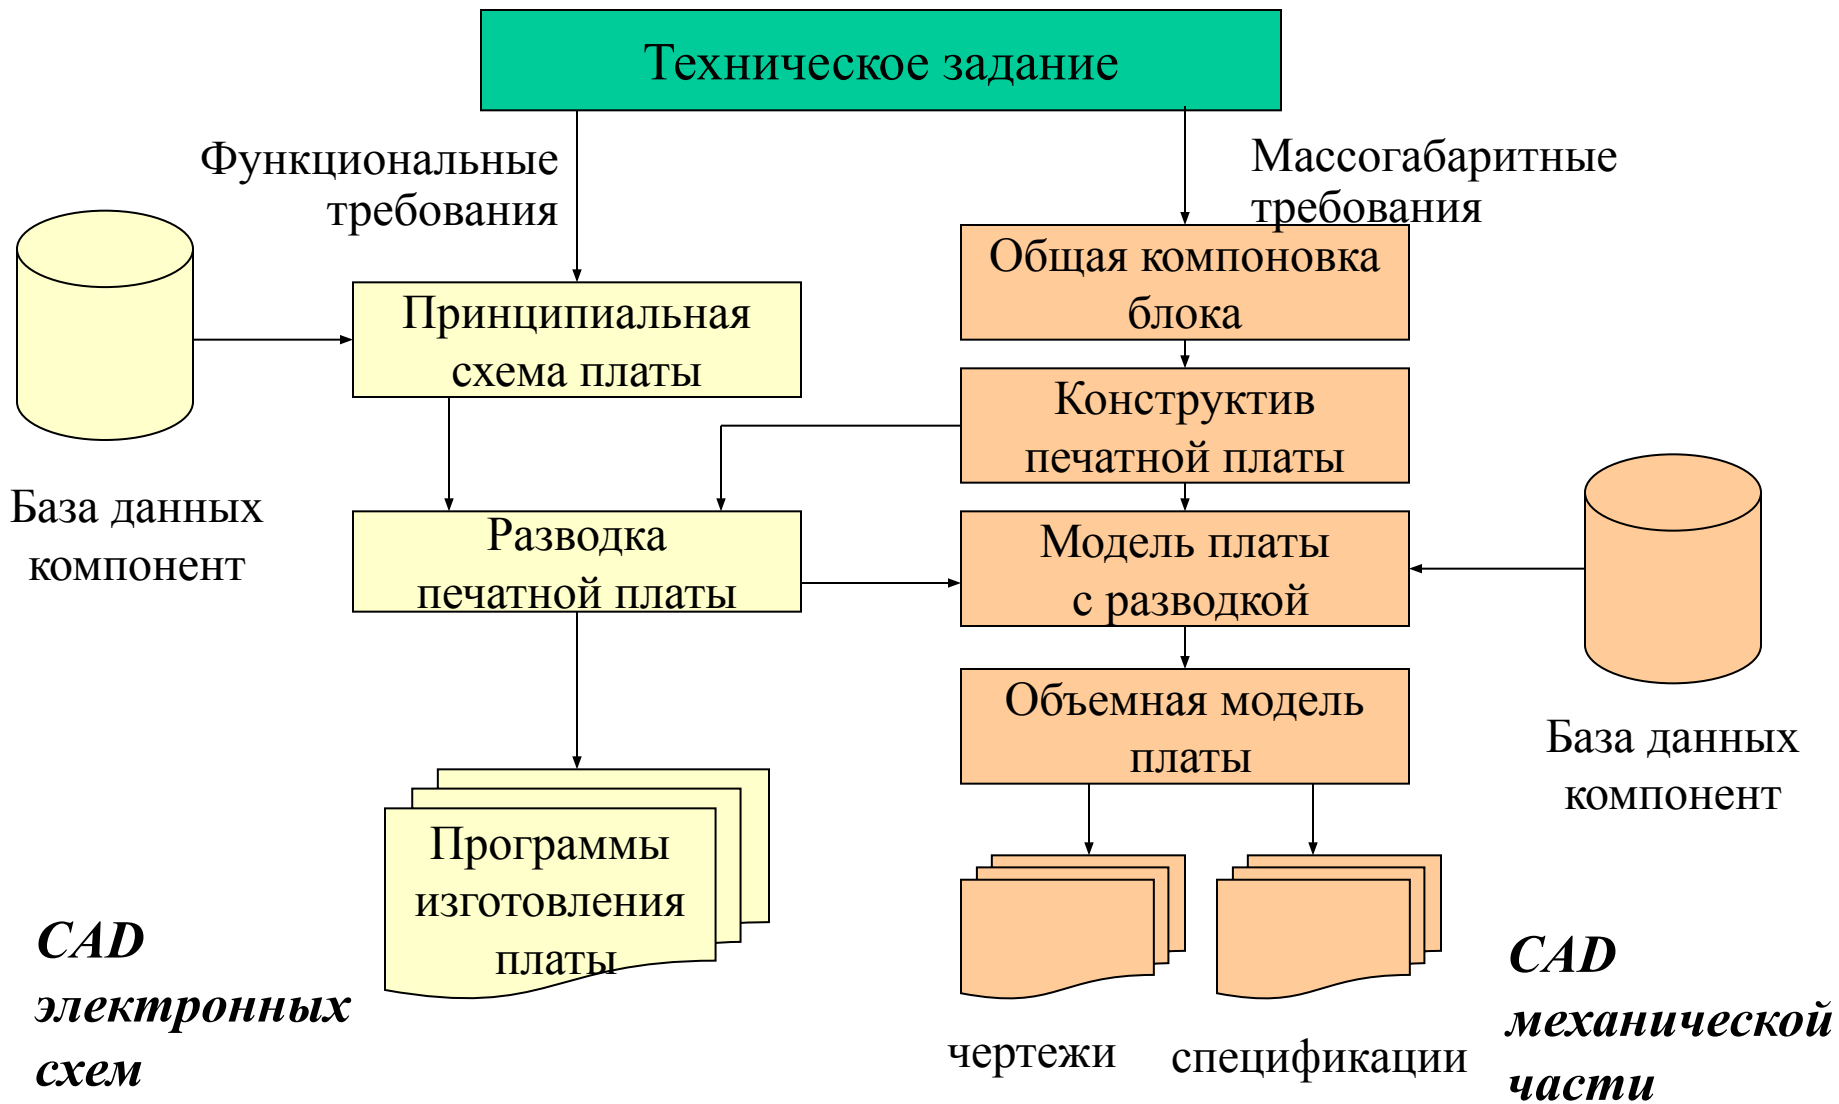 Техническое задание
Функциональные
требования
Массогабаритные
требования
Общая компоновка
блока
Принципиальная
схема платы
Конструктив
печатной платы
База данных
компонент
Разводка
печатной платы
Модель платы
с разводкой
Объемная модель
платы
База данных
компонент
Программы
изготовления
платы
CAD
электронных
схем
чертежи
спецификации
CAD
механической
части